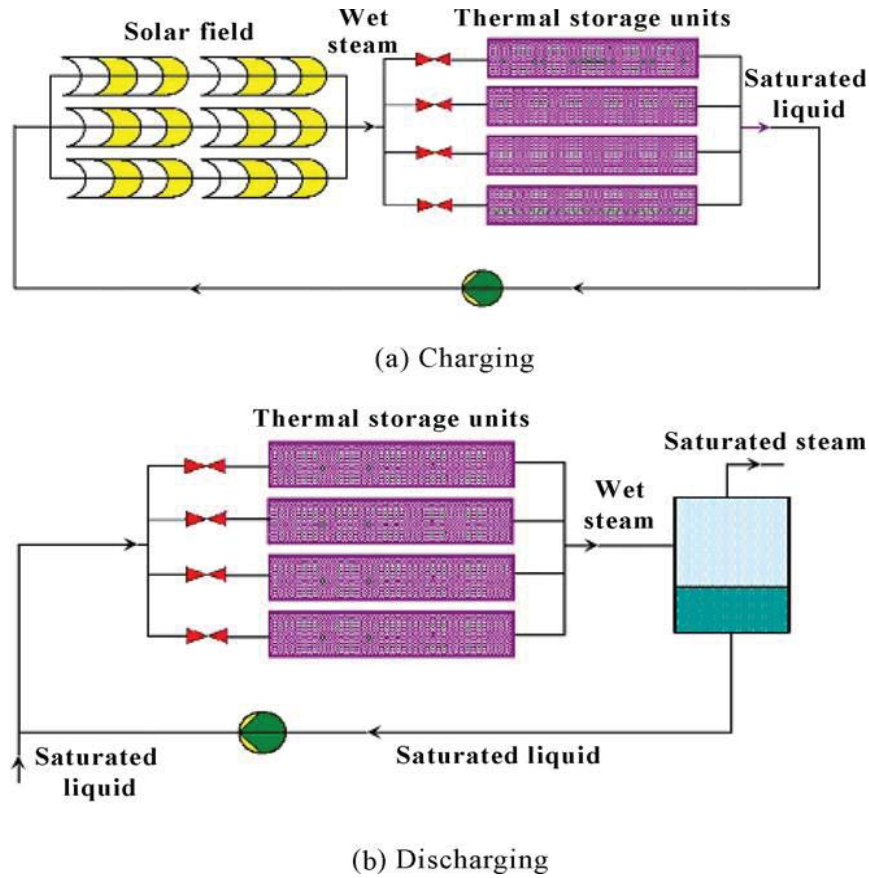 Solar field
Wet
steam
Thermal storage units
Saturated
liquid
(a) Charging
Thermal storage units
Saturated steam
Wet
steam
Saturated
liquid
Saturated liquid
(b) Discharging